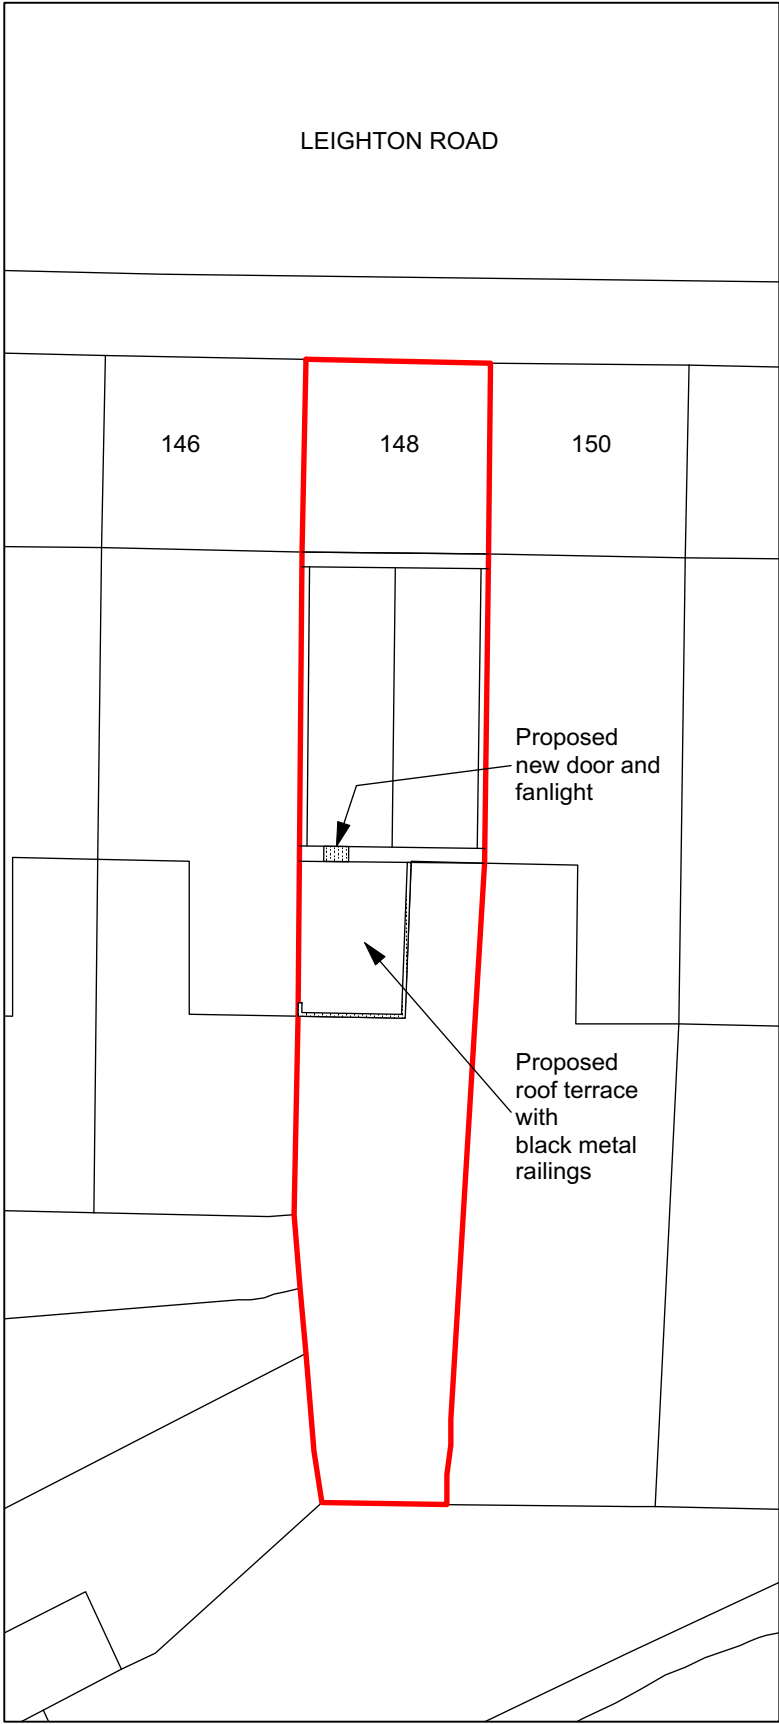 LEIGHTON ROAD
146
148
150
Proposed
new door and
fanlight
Proposed
roof terrace
with
black metal
railings